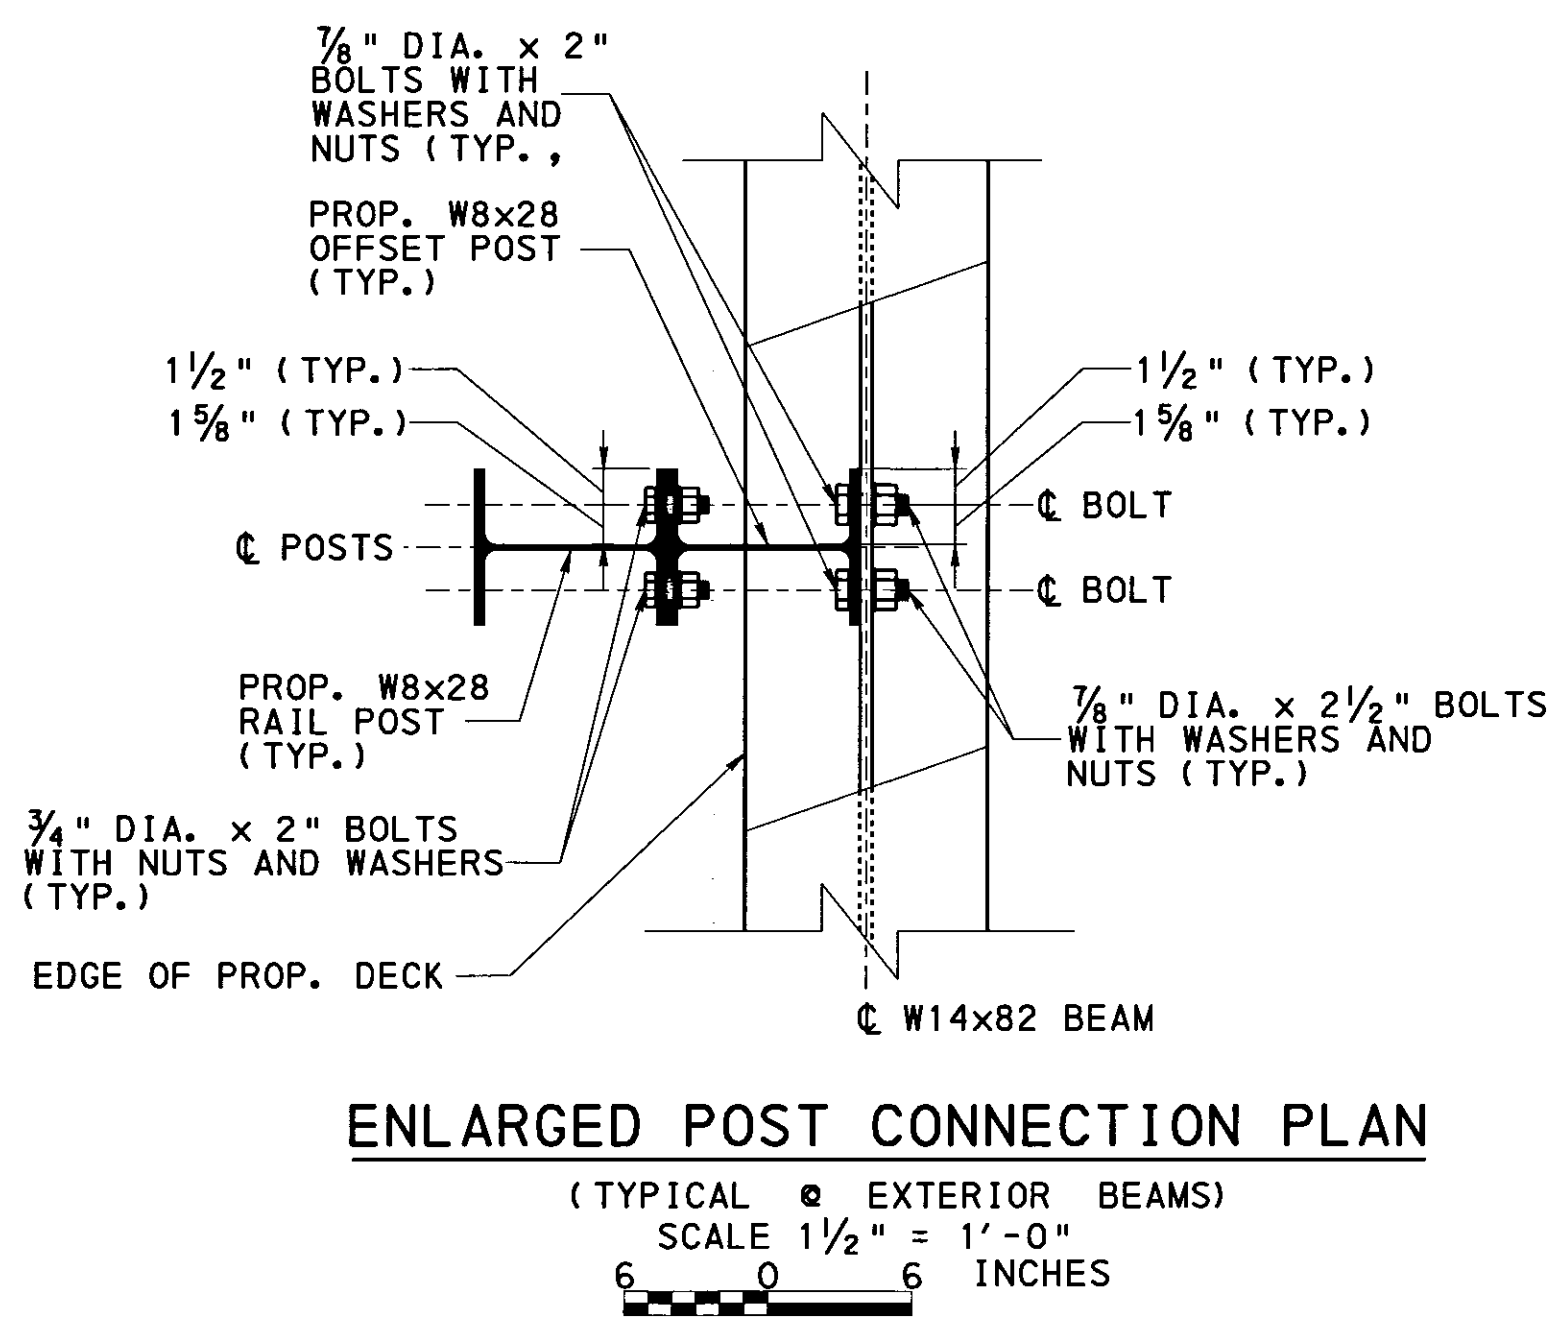 ⅞" DIA. x 2"
BOLTS WITH
WASHERS AND
NUTS (TYP.,
PROP. W8x28
OFFSET POST
(TYP.)
1½" (TYP.)
1⅝" (TYP.)
1½" (TYP.)
1⅝" (TYP.)
℄ BOLT
℄ POSTS
℄ BOLT
PROP. W8x28
RAIL POST
(TYP.)
⅞" DIA. x 2½" BOLTS
WITH WASHERS AND
NUTS (TYP.)
¾" DIA. x 2" BOLTS
WITH NUTS AND WASHERS
(TYP.)
EDGE OF PROP. DECK
℄ W14x82 BEAM
ENLARGED POST CONNECTION PLAN
(TYPICAL @ EXTERIOR BEAMS)
SCALE 1½" = 1'-0"
6 0 6 INCHES